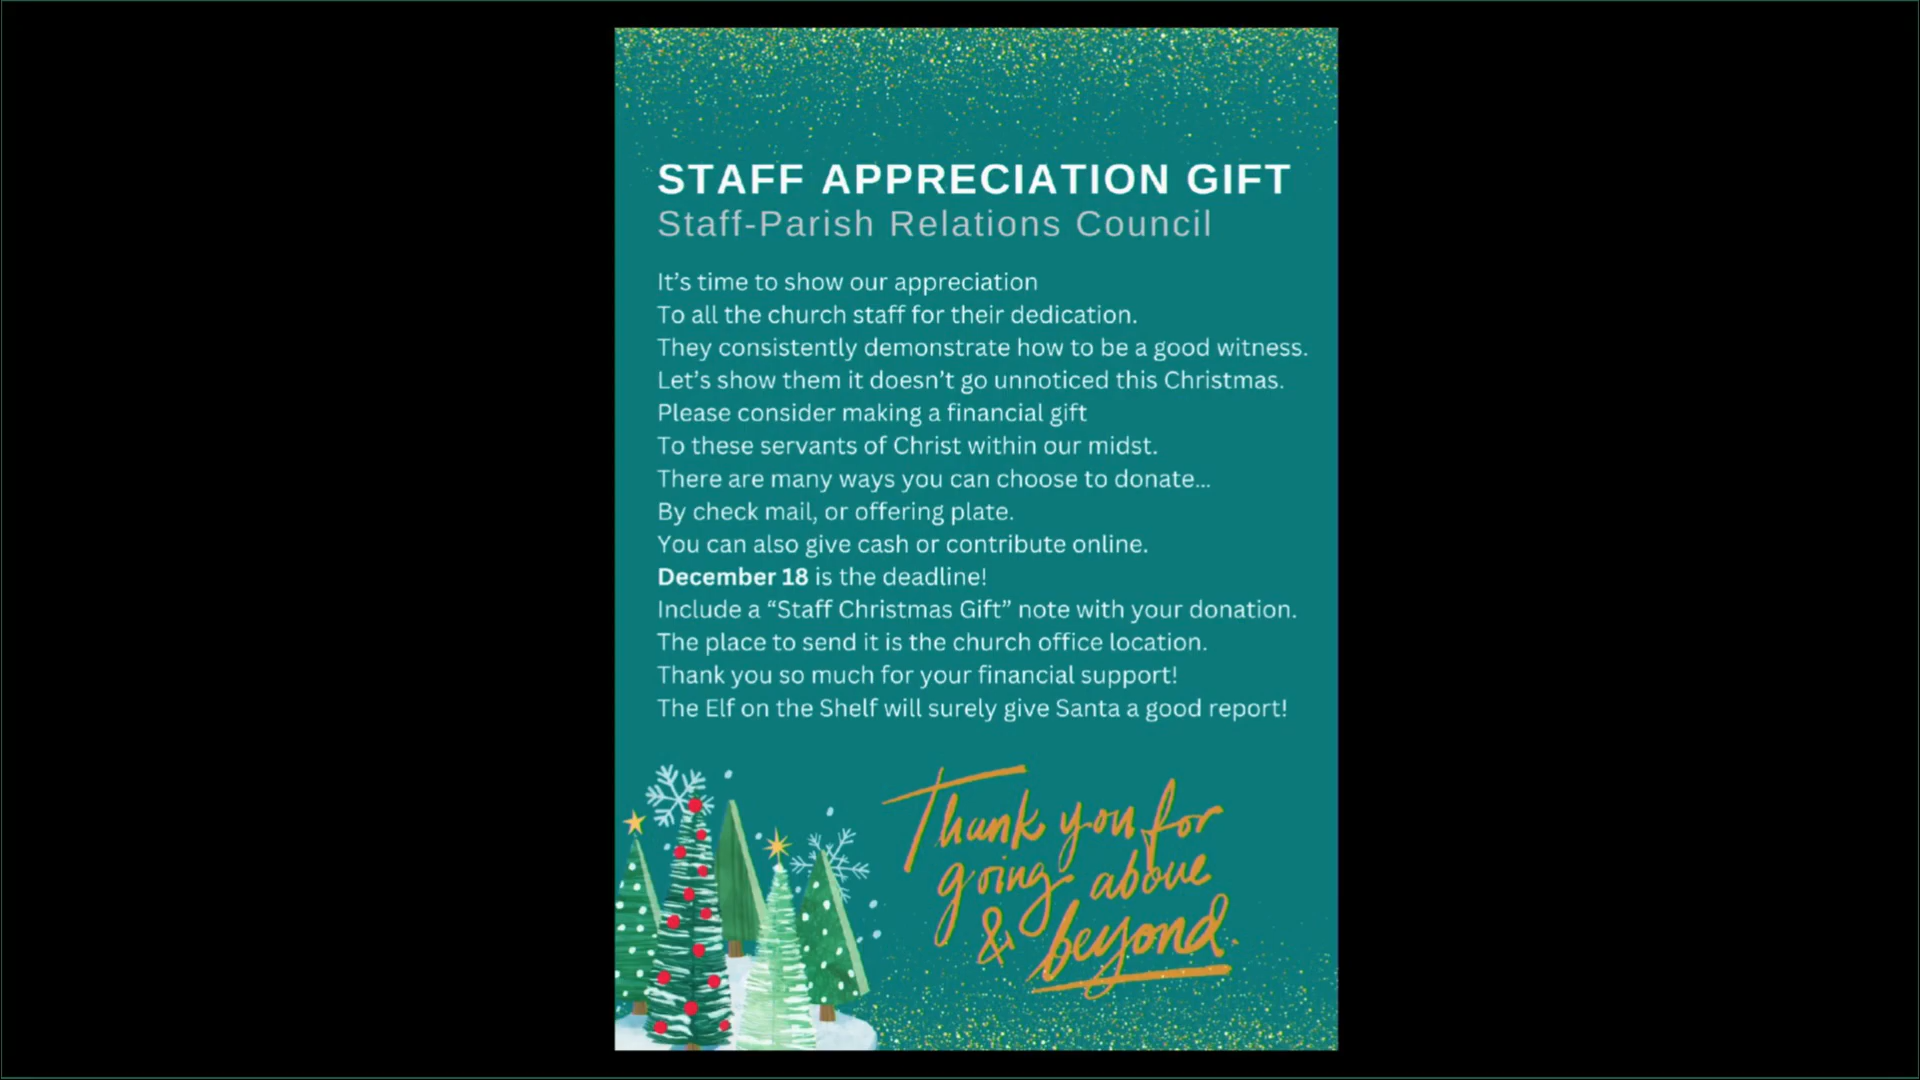 STAFF APPRECIATION GIFT
Staff-Parish Relations Council
It's time to show our appreciation
To all the church staff for their dedication.
They consistently demonstrate how to be a good witness.
Let's show them it doesn't go unnoticed this Christmas.
Please consider making a financial gift
To these servants of Christ within our midst.
There are many ways you can choose to donate...
By check mail, or offering plate.
You can also give cash or contribute online.
December 18 is the deadline!
Include a “Staff Christmas Gift” note with your donation.
The place to send it is the church office location.
Thank you so much for your financial support!
The Elf on the Shelf will surely give Santa a good report!
Thank you for
going above
& beyond.